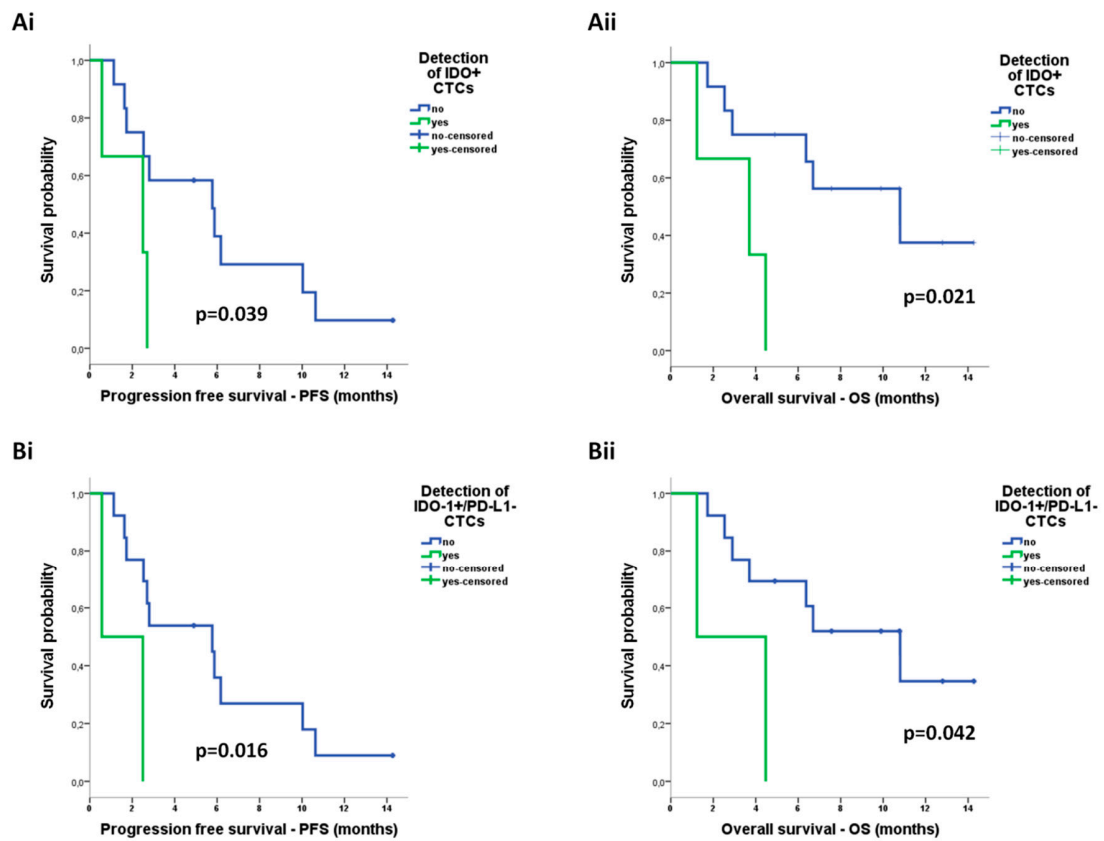 Ai
Detection
of IDO+
CTCs
no
yes
no-censored
yes-censored
1,0
0,8
0,6
0,4
0,2
0,0
Survival probability
p=0.039
0 2 4 6 8 10 12 14
Progression free survival - PFS (months)
Aii
Detection
of IDO+
CTCs
no
yes
no-censored
yes-censored
1,0
0,8
0,6
0,4
0,2
0,0
Survival probability
p=0.021
0 2 4 6 8 10 12 14
Overall survival - OS (months)
Bi
Detection of
IDO-1+/PD-L1-
CTCs
no
yes
no-censored
yes-censored
1,0
0,8
0,6
0,4
0,2
0,0
Survival probability
p=0.016
0 2 4 6 8 10 12 14
Progression free survival - PFS (months)
Bii
Detection of
IDO-1+/PD-L1-
CTCs
no
yes
no-censored
yes-censored
1,0
0,8
0,6
0,4
0,2
0,0
Survival probability
p=0.042
0 2 4 6 8 10 12 14
Overall survival - OS (months)